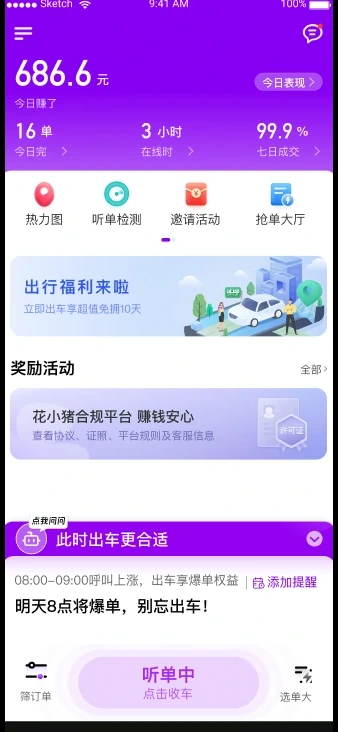 Sketch 9:41 AM 100%
686.6 元
今日表现
今日赚了
16 单 3 小时 99.9 %
今日完 在线时 七日成交
热力图 听单检测 邀请活动 抢单大厅
出行福利来啦
立即出车享超值免拥10天
奖励活动 全部
花小猪合规平台 赚钱安心
查看协议、证照、平台规则及客服信息
许可证
点我问问
此时出车更合适
08:00-09:00呼叫上涨，出车享爆单权益 添加提醒
明天8点将爆单，别忘出车！
听单中
点击收车
筛订单 选单大